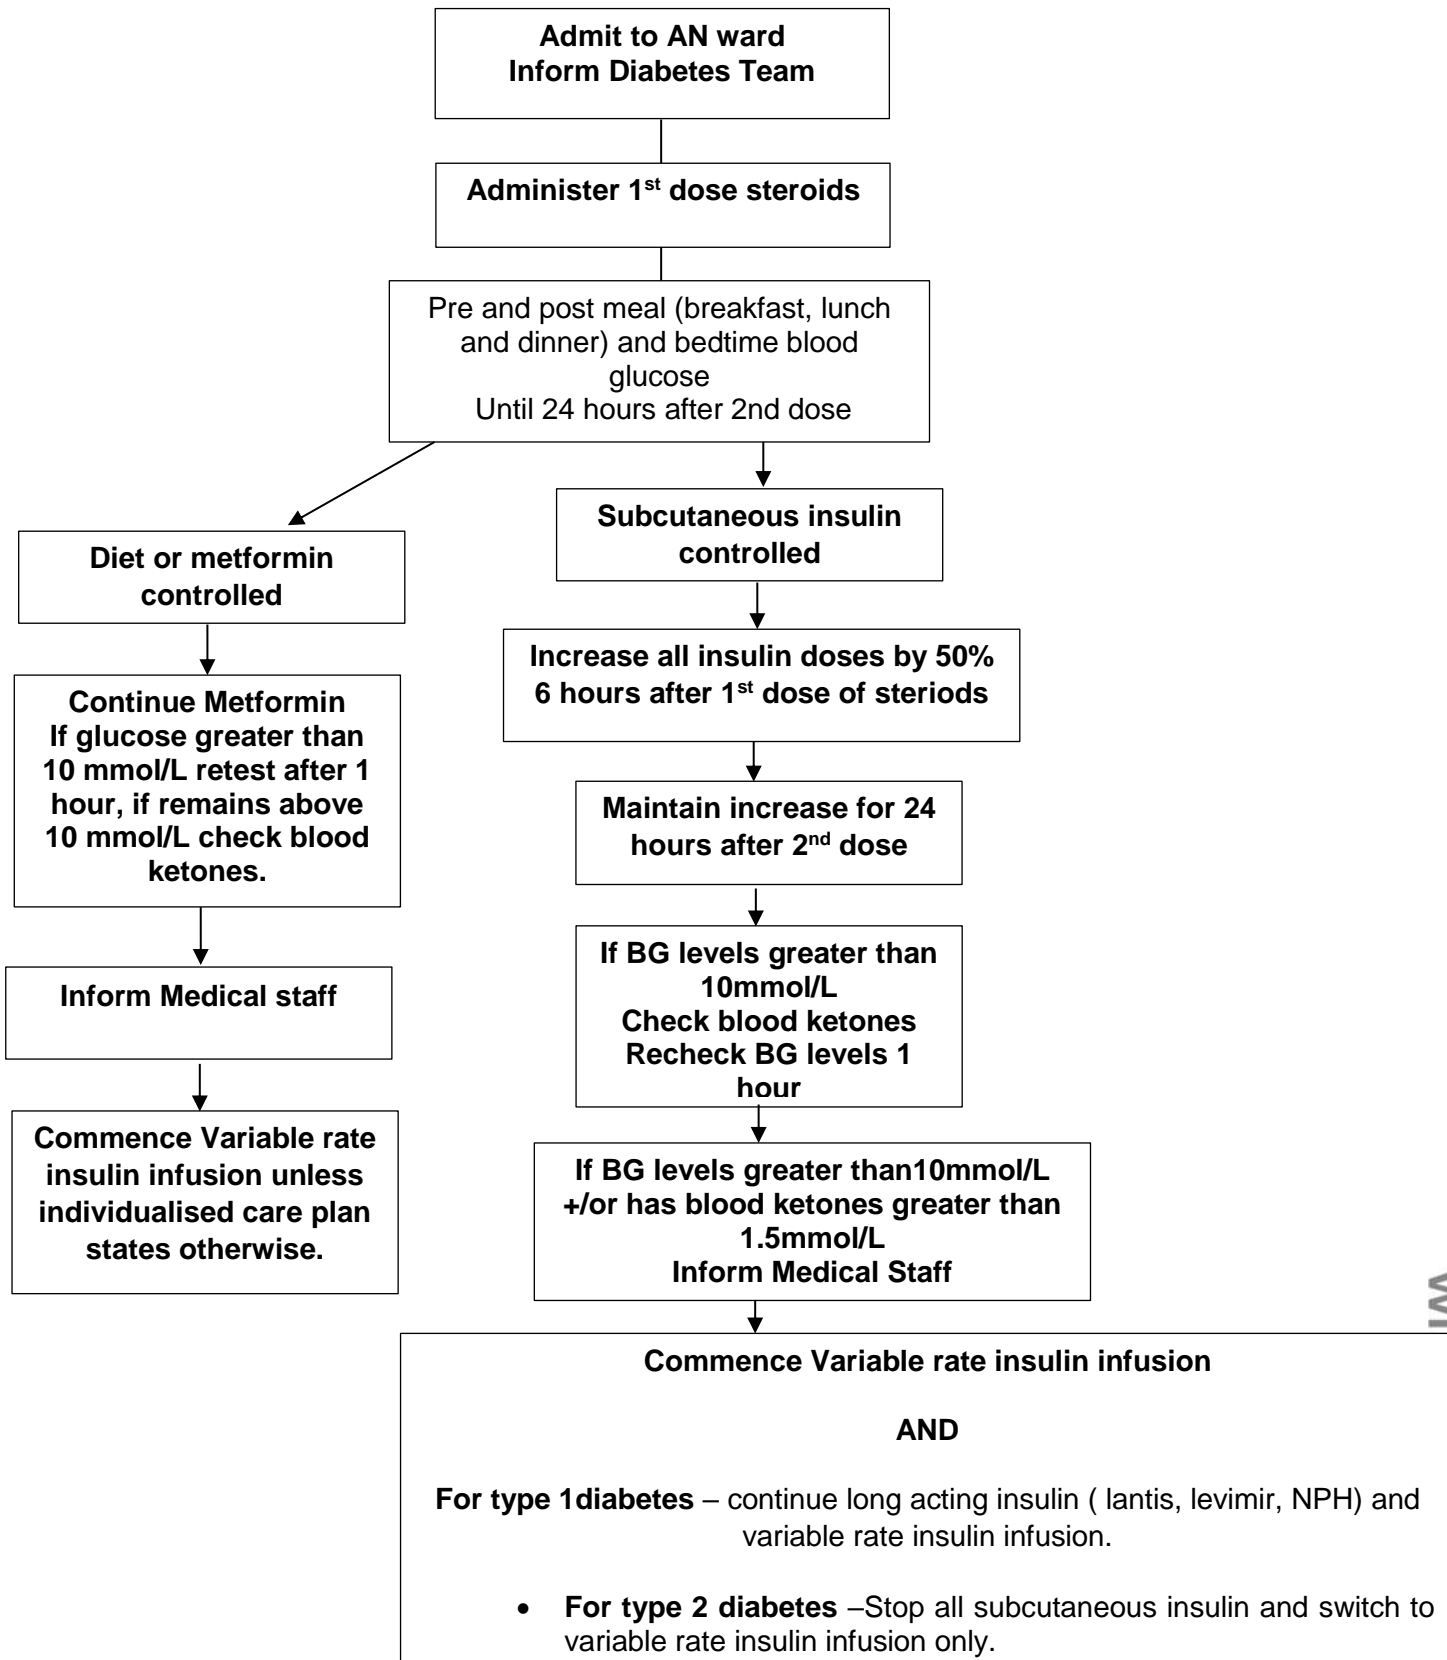 Admit to AN ward
Inform Diabetes Team
Administer 1st dose steroids
Pre and post meal (breakfast, lunch
and dinner) and bedtime blood
glucose
Until 24 hours after 2nd dose
Diet or metformin
controlled
Continue Metformin
If glucose greater than
10 mmol/L retest after 1
hour, if remains above
10 mmol/L check blood
ketones.
Inform Medical staff
Commence Variable rate
insulin infusion unless
individualised care plan
states otherwise.
Subcutaneous insulin
controlled
Increase all insulin doses by 50%
6 hours after 1st dose of steriods
Maintain increase for 24
hours after 2nd dose
If BG levels greater than
10mmol/L
Check blood ketones
Recheck BG levels 1
hour
If BG levels greater than10mmol/L
+/or has blood ketones greater than
1.5mmol/L
Inform Medical Staff
Commence Variable rate insulin infusion
AND
For type 1diabetes – continue long acting insulin ( lantis, levimir, NPH) and
variable rate insulin infusion.
• For type 2 diabetes –Stop all subcutaneous insulin and switch to
variable rate insulin infusion only.